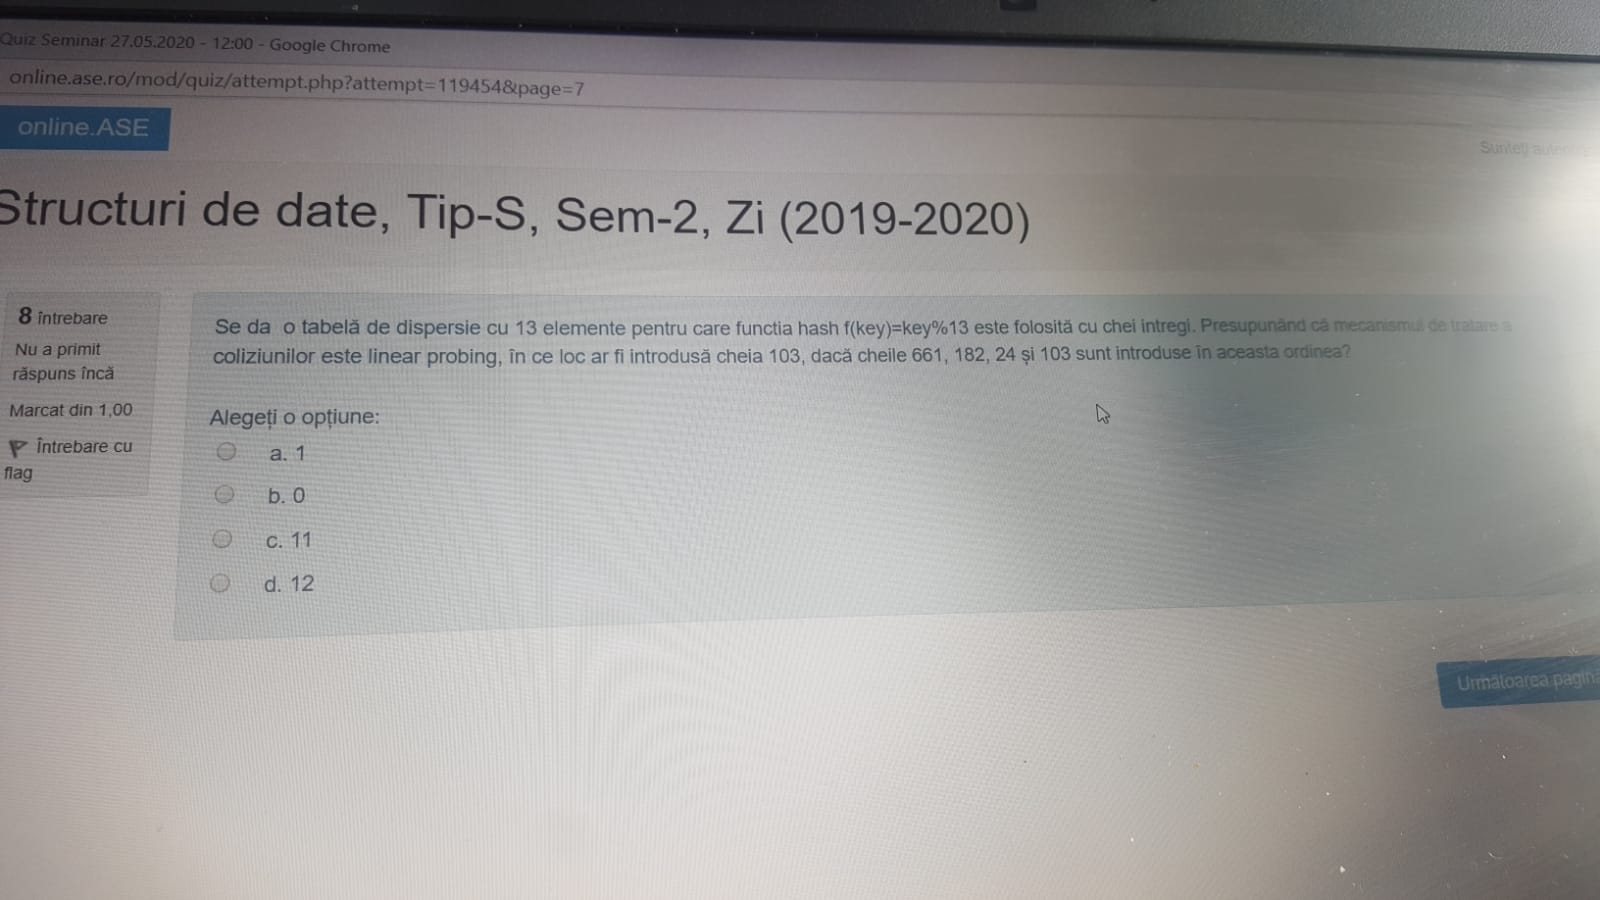 Quiz Seminar 27.05.2020 - 12:00 - Google Chrome
online.ase.ro/mod/quiz/attempt.php?attempt=119454&page=7
online.ASE
Sunteți
Structuri de date, Tip-S, Sem-2, Zi (2019-2020)
8 întrebare
Nu a primit
răspuns încă
Marcat din 1,00
Întrebare cu
flag
Se da o tabelă de dispersie cu 13 elemente pentru care functia hash f(key)=key%13 este folosită cu chei intregi. Presupunând că mecanismul de tratare a
coliziunilor este linear probing, în ce loc ar fi introdusă cheia 103, dacă cheile 661, 182, 24 și 103 sunt introduse în aceasta ordinea?
Alegeți o opțiune:
a. 1
b. 0
c. 11
d. 12
Următoarea pagin